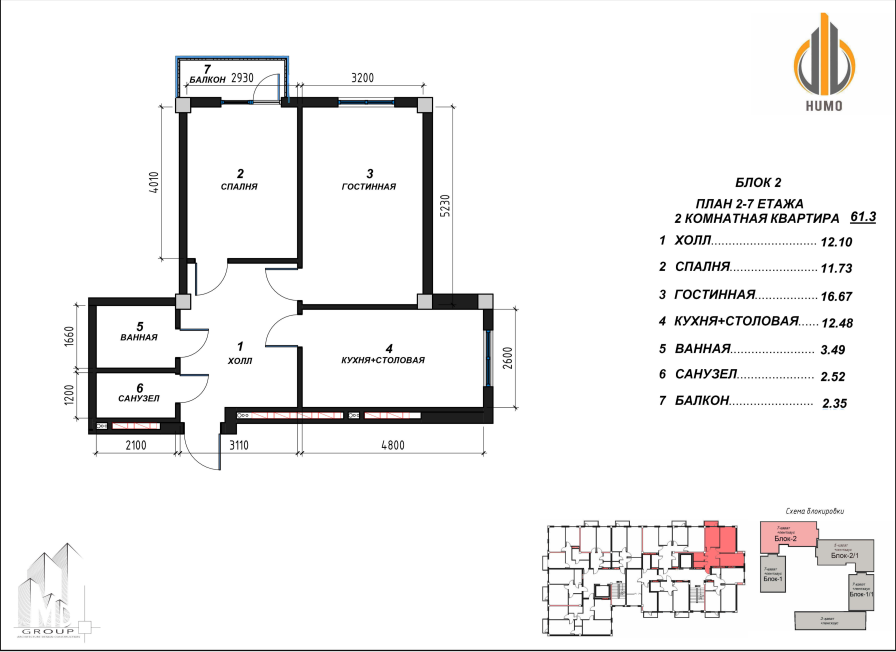 HUMO
7
БАЛКОН
2930
3200
4010
2
СПАЛНЯ
3
ГОСТИННАЯ
5230
1660
5
ВАННАЯ
1
ХОЛЛ
4
КУХНЯ+СТОЛОВАЯ
2600
1200
6
САНУЗЕЛ
2100
3110
4800
БЛОК 2
ПЛАН 2-7 ЕТАЖА
2 КОМНАТНАЯ КВАРТИРА 61.3
1 ХОЛЛ............................ 12.10
2 СПАЛНЯ....................... 11.73
3 ГОСТИННАЯ................ 16.67
4 КУХНЯ+СТОЛОВАЯ...... 12.48
5 ВАННАЯ....................... 3.49
6 САНУЗЕЛ..................... 2.52
7 БАЛКОН....................... 2.35
Схема блокировки
Блок-2
Блок-2/1
Блок-1
Блок-1/1
GROUP